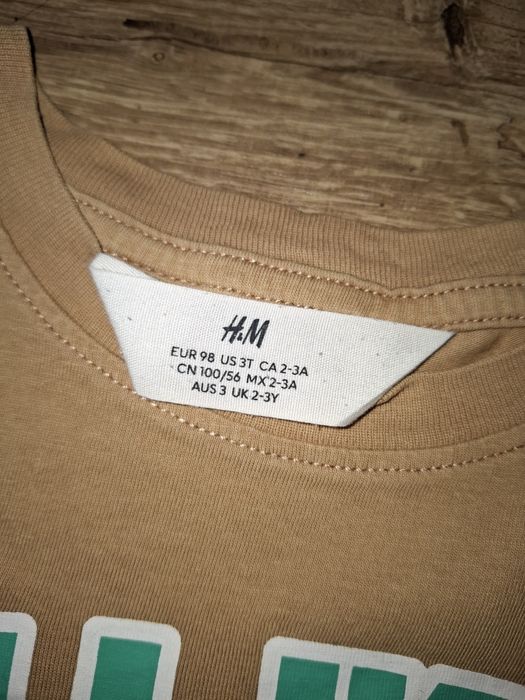 H&M
EUR 98 US 3T CA 2-3A
CN 100/56 MX 2-3A
AUS 3 UK 2-3Y